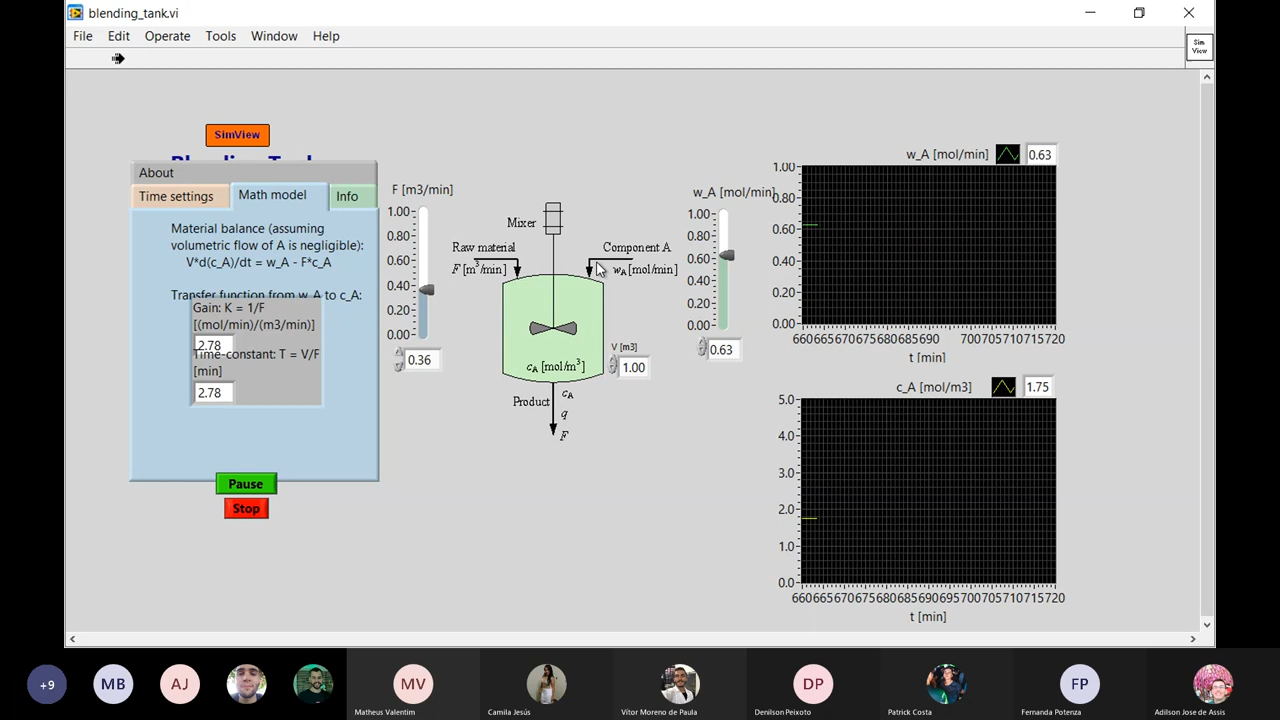 blending_tank.vi
File Edit Operate Tools Window Help
Sim
View
SimView
About
Time settings Math model Info
Material balance (assuming
volumetric flow of A is negligible):
V*d(c_A)/dt = w_A - F*c_A
Transfer function from w_A to c_A:
Gain: K = 1/F
[(mol/min)/(m3/min)]
2.78
Time-constant: T = V/F
[min]
2.78
Pause
Stop
F [m3/min]
1.00
0.80
0.60
0.40
0.20
0.00
0.36
Mixer
Raw material
F [m³/min]
Component A
w_A [mol/min]
c_A [mol/m³]
V [m3]
1.00
Product
c_A
q
F
w_A [mol/min]
1.00
0.80
0.60
0.40
0.20
0.00
0.63
w_A [mol/min] 0.63
1.00
0.80
0.60
0.40
0.20
0.00
660665670675680685690 700705710715720
t [min]
c_A [mol/m3] 1.75
5.0
4.0
3.0
2.0
1.0
0.0
660665670675680685690695700705710715720
t [min]
+9 MB AJ MV DP FP
Matheus Valentim Camila Jesús Vítor Moreno de Paula Denilson Peixoto Patrick Costa Fernanda Potenza Adilson Jose de Assis